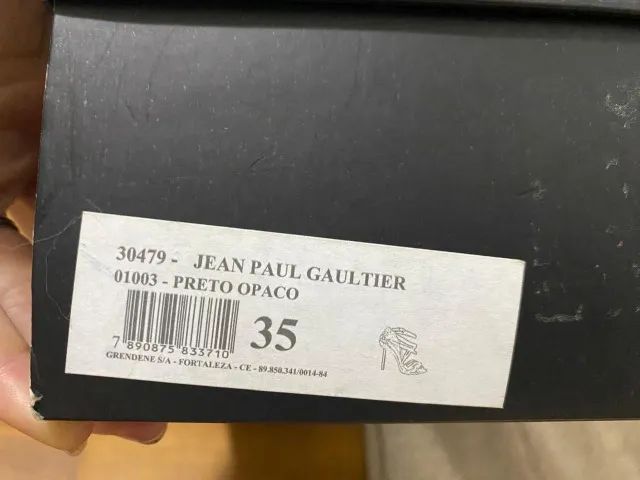 30479 - JEAN PAUL GAULTIER
01003 - PRETO OPACO
35
7 890875 833710
GRENDENE S/A - FORTALEZA - CE - 89.850.341/0014-84